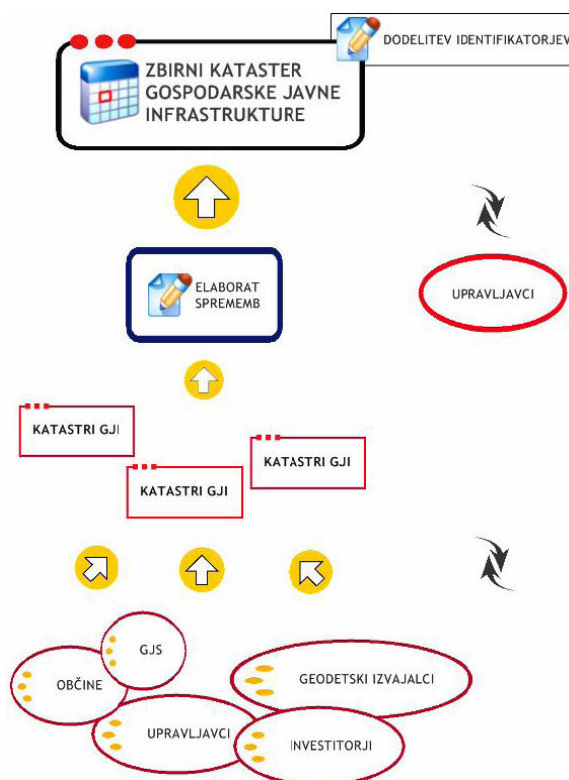 DODELITEV IDENTIFIKATORJEV
ZBIRNI KATASTER
GOSPODARSKE JAVNE
INFRASTRUKTURE
ELABORAT
SPREMEMB
UPRAVLJAVCI
KATASTRI GJI
KATASTRI GJI
KATASTRI GJI
GJS
OBČINE
GEODETSKI IZVAJALCI
UPRAVLJAVCI
INVESTITORJI